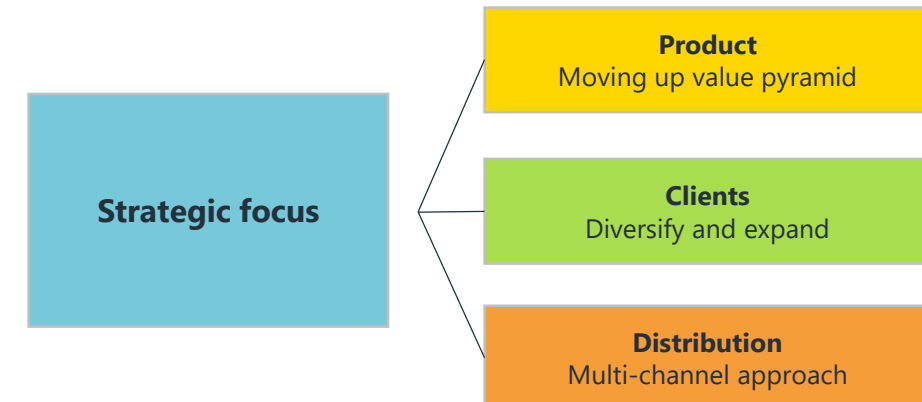 Strategic focus
Product
Moving up value pyramid
Clients
Diversify and expand
Distribution
Multi-channel approach